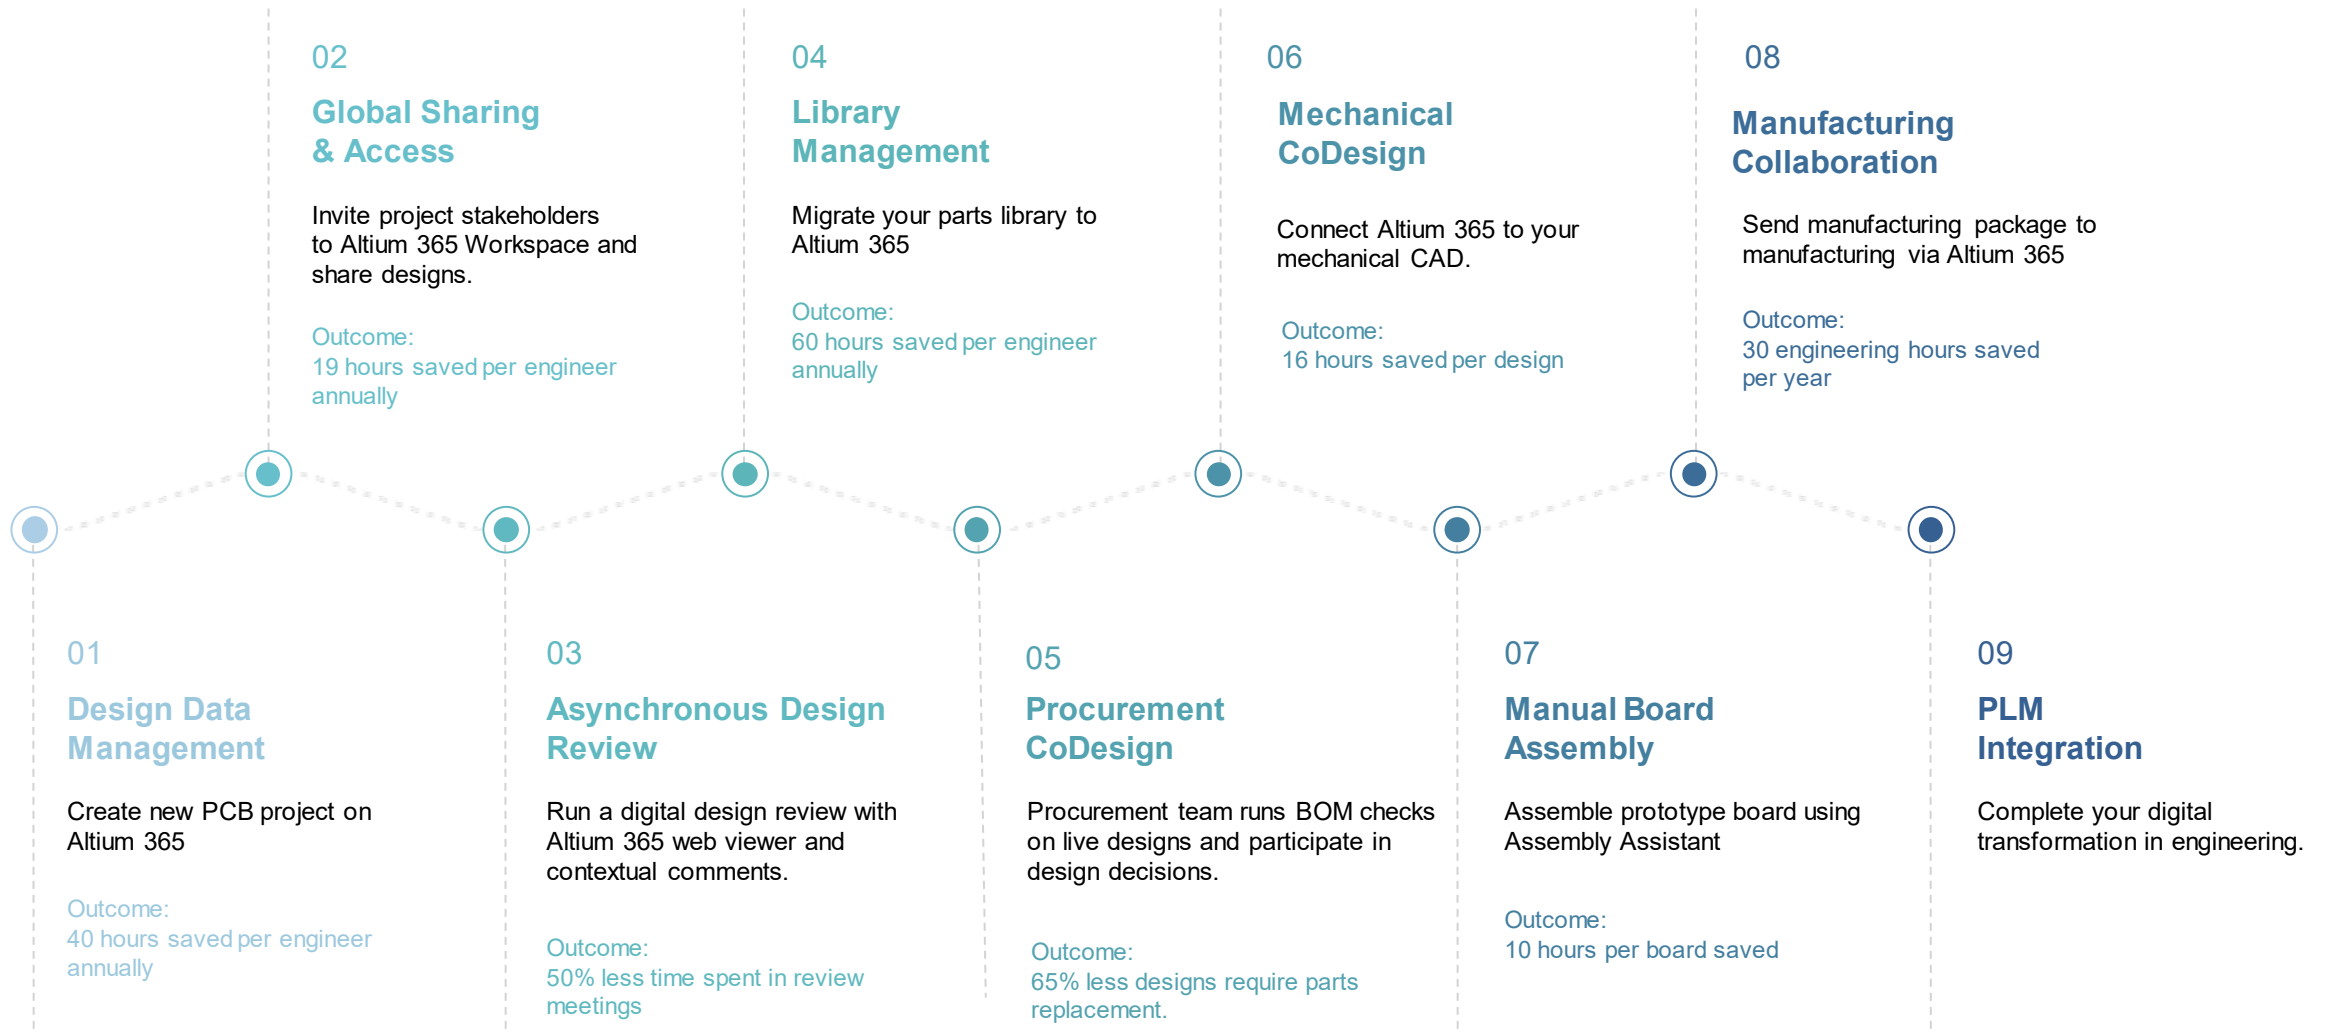 02
Global Sharing
& Access
Invite project stakeholders
to Altium 365 Workspace and
share designs.
Outcome:
19 hours saved per engineer
annually
04
Library
Management
Migrate your parts library to
Altium 365
Outcome:
60 hours saved per engineer
annually
06
Mechanical
CoDesign
Connect Altium 365 to your
mechanical CAD.
Outcome:
16 hours saved per design
08
Manufacturing
Collaboration
Send manufacturing package to
manufacturing via Altium 365
Outcome:
30 engineering hours saved
per year
01
Design Data
Management
Create new PCB project on
Altium 365
Outcome:
40 hours saved per engineer
annually
03
Asynchronous Design
Review
Run a digital design review with
Altium 365 web viewer and
contextual comments.
Outcome:
50% less time spent in review
meetings
05
Procurement
CoDesign
Procurement team runs BOM checks
on live designs and participate in
design decisions.
Outcome:
65% less designs require parts
replacement.
07
Manual Board
Assembly
Assemble prototype board using
Assembly Assistant
Outcome:
10 hours per board saved
09
PLM
Integration
Complete your digital
transformation in engineering.